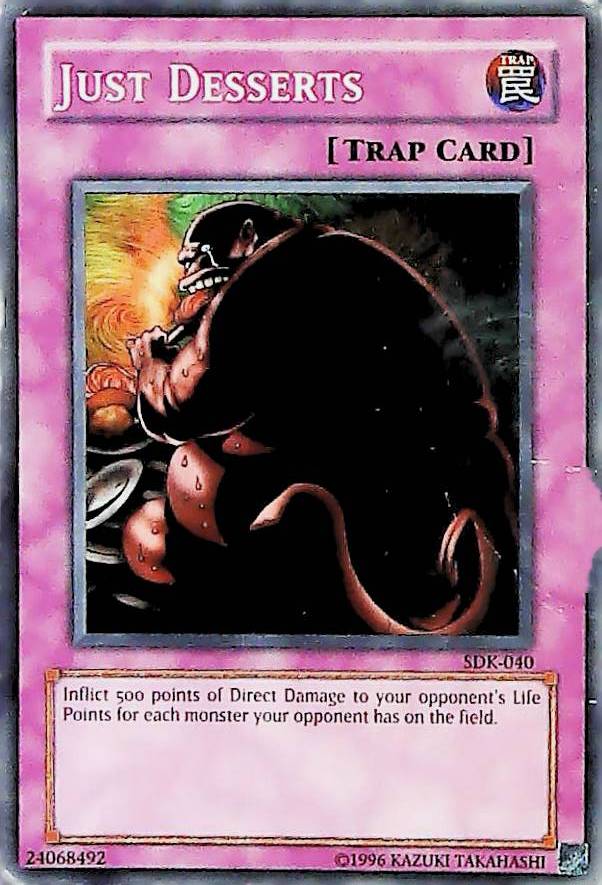 JUST DESSERTS
TRAP
罠
[TRAP CARD]
SDK-040
Inflict 500 points of Direct Damage to your opponent's Life
Points for each monster your opponent has on the field.
24068492
©1996 KAZUKI TAKAHASHI